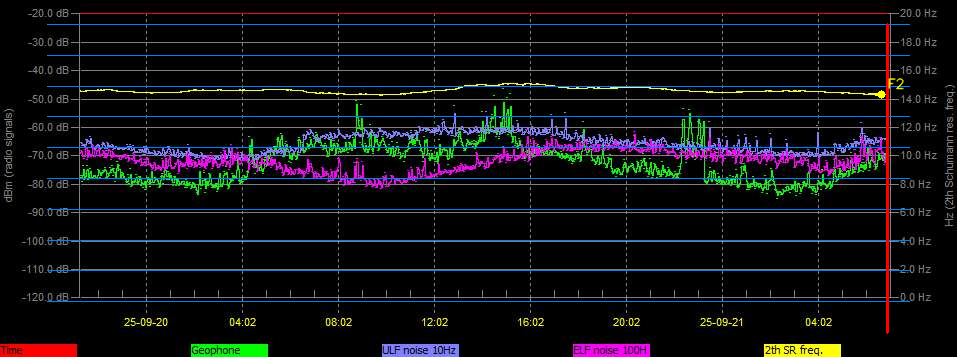 -20.0 dB
20.0 Hz
-30.0 dB
18.0 Hz
-40.0 dB
16.0 Hz
F2
-50.0 dB
14.0 Hz
-60.0 dB
12.0 Hz
-70.0 dB
10.0 Hz
-80.0 dB
8.0 Hz
-90.0 dB
6.0 Hz
-100.0 dB
4.0 Hz
-110.0 dB
2.0 Hz
-120.0 dB
0.0 Hz
dBm (radio signals)
Hz (2th Schumann res. freq.)
25-09-20 04:02 08:02 12:02 16:02 20:02 25-09-21 04:02
Time Geophone ULF noise 10Hz ELF noise 100H 2th SR freq.